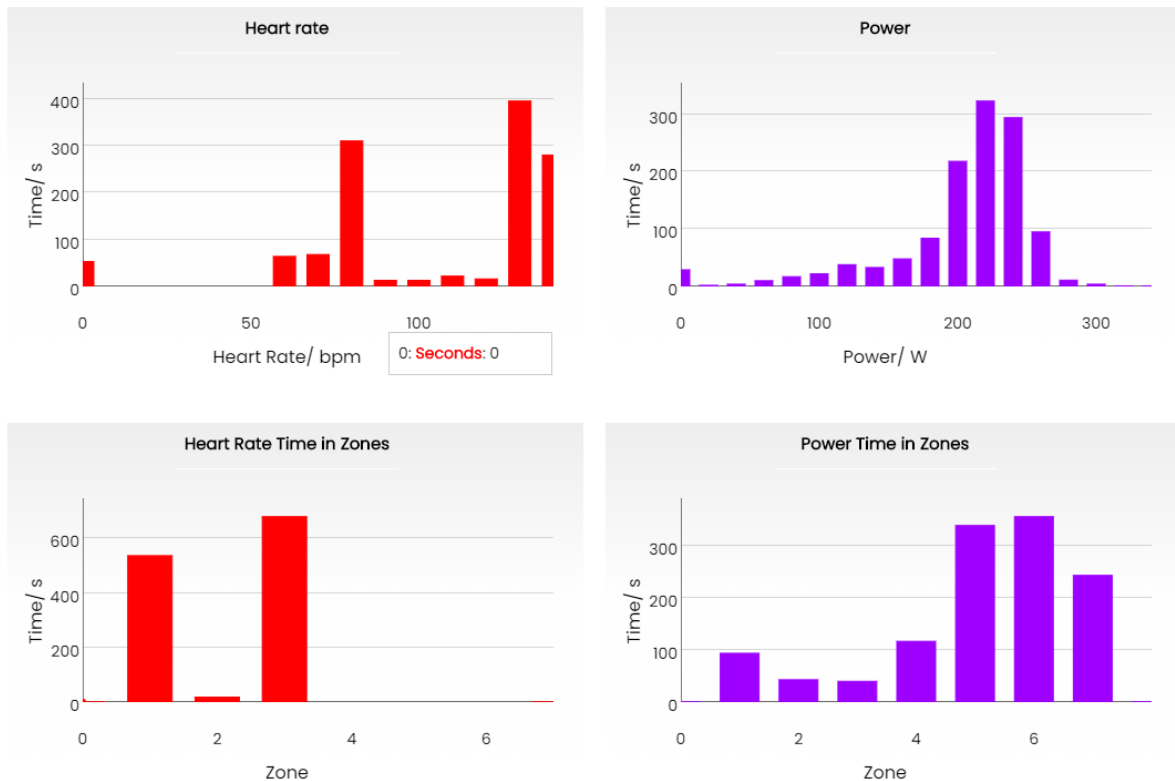 Heart rate
Time/ s
400
300
200
100
0
0 50 100
Heart Rate/ bpm
0: Seconds: 0
Power
Time/ s
300
200
100
0
0 100 200 300
Power/ W
Heart Rate Time in Zones
Time/ s
600
400
200
0
0 2 4 6
Zone
Power Time in Zones
Time/ s
300
200
100
0
0 2 4 6
Zone